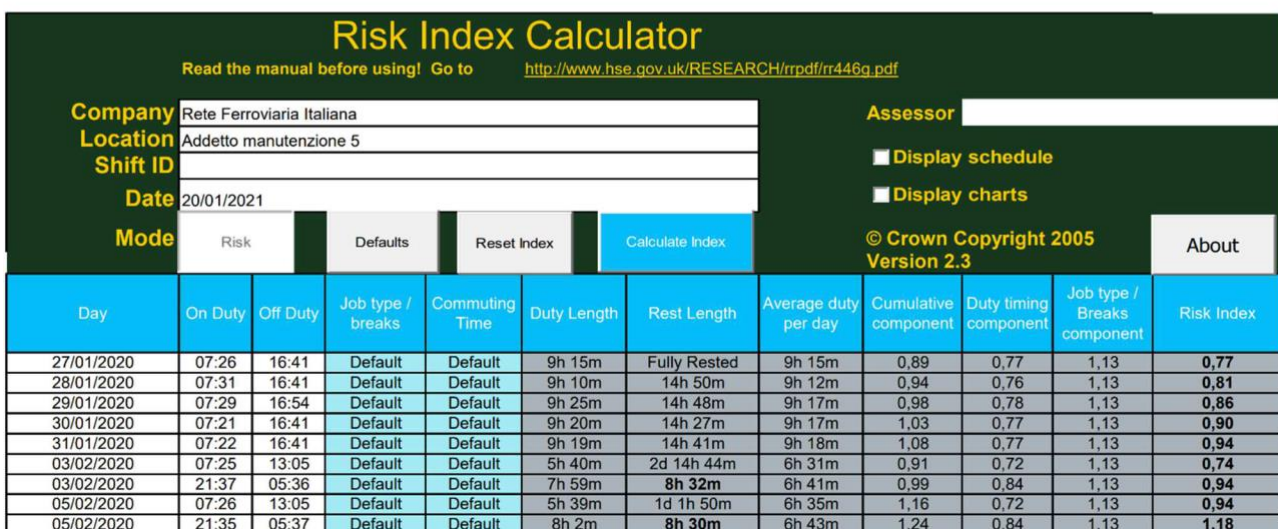 Risk Index Calculator
Read the manual before using! Go to http://www.hse.gov.uk/RESEARCH/rrpdf/rr446g.pdf
Company Rete Ferroviaria Italiana Assessor
Location Addetto manutenzione 5
Shift ID Display schedule
Date 20/01/2021 Display charts
Mode Risk Defaults Reset Index Calculate Index © Crown Copyright 2005 About
Version 2.3
Day On Duty Off Duty Job type / breaks Commuting Time Duty Length Rest Length Average duty per day Cumulative component Duty timing component Job type / Breaks component Risk Index
27/01/2020 07:26 16:41 Default Default 9h 15m Fully Rested 9h 15m 0,89 0,77 1,13 0,77
28/01/2020 07:31 16:41 Default Default 9h 10m 14h 50m 9h 12m 0,94 0,76 1,13 0,81
29/01/2020 07:29 16:54 Default Default 9h 25m 14h 48m 9h 17m 0,98 0,78 1,13 0,86
30/01/2020 07:21 16:41 Default Default 9h 20m 14h 27m 9h 17m 1,03 0,77 1,13 0,90
31/01/2020 07:22 16:41 Default Default 9h 19m 14h 41m 9h 18m 1,08 0,77 1,13 0,94
03/02/2020 07:25 13:05 Default Default 5h 40m 2d 14h 44m 6h 31m 0,91 0,72 1,13 0,74
03/02/2020 21:37 05:36 Default Default 7h 59m 8h 32m 6h 41m 0,99 0,84 1,13 0,94
05/02/2020 07:26 13:05 Default Default 5h 39m 1d 1h 50m 6h 35m 1,16 0,72 1,13 0,94
05/02/2020 21:35 05:37 Default Default 8h 2m 8h 30m 6h 43m 1,24 0,84 1,13 1,18